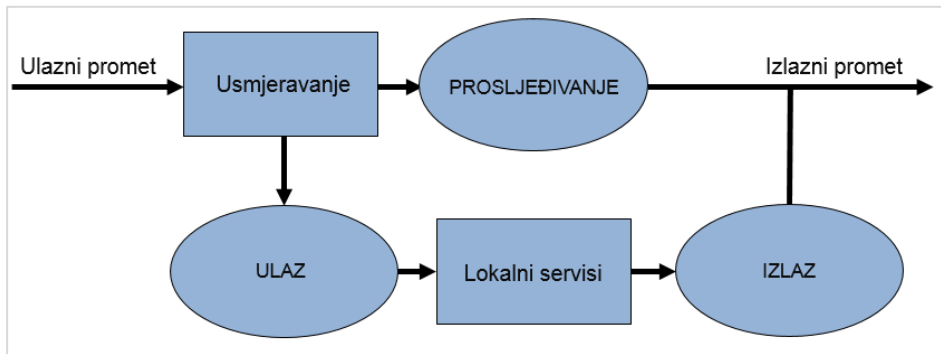 Ulazni promet
Usmjeravanje
PROSLJEĐIVANJE
Izlazni promet
ULAZ
Lokalni servisi
IZLAZ